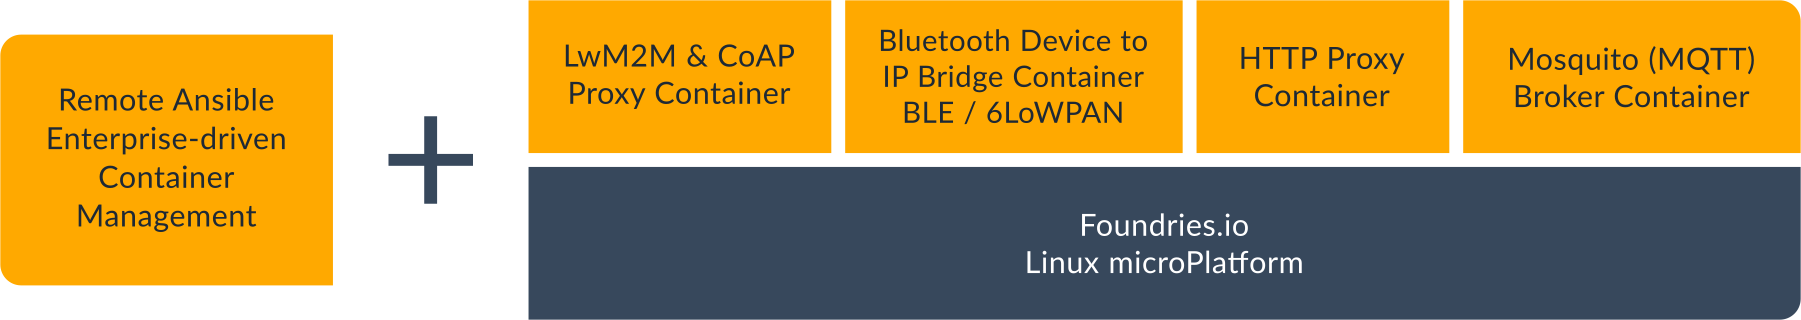 Remote Ansible
Enterprise-driven
Container
Management
LwM2M & CoAP
Proxy Container
Bluetooth Device to
IP Bridge Container
BLE / 6LoWPAN
HTTP Proxy
Container
Mosquito (MQTT)
Broker Container
Foundries.io
Linux microPlatform